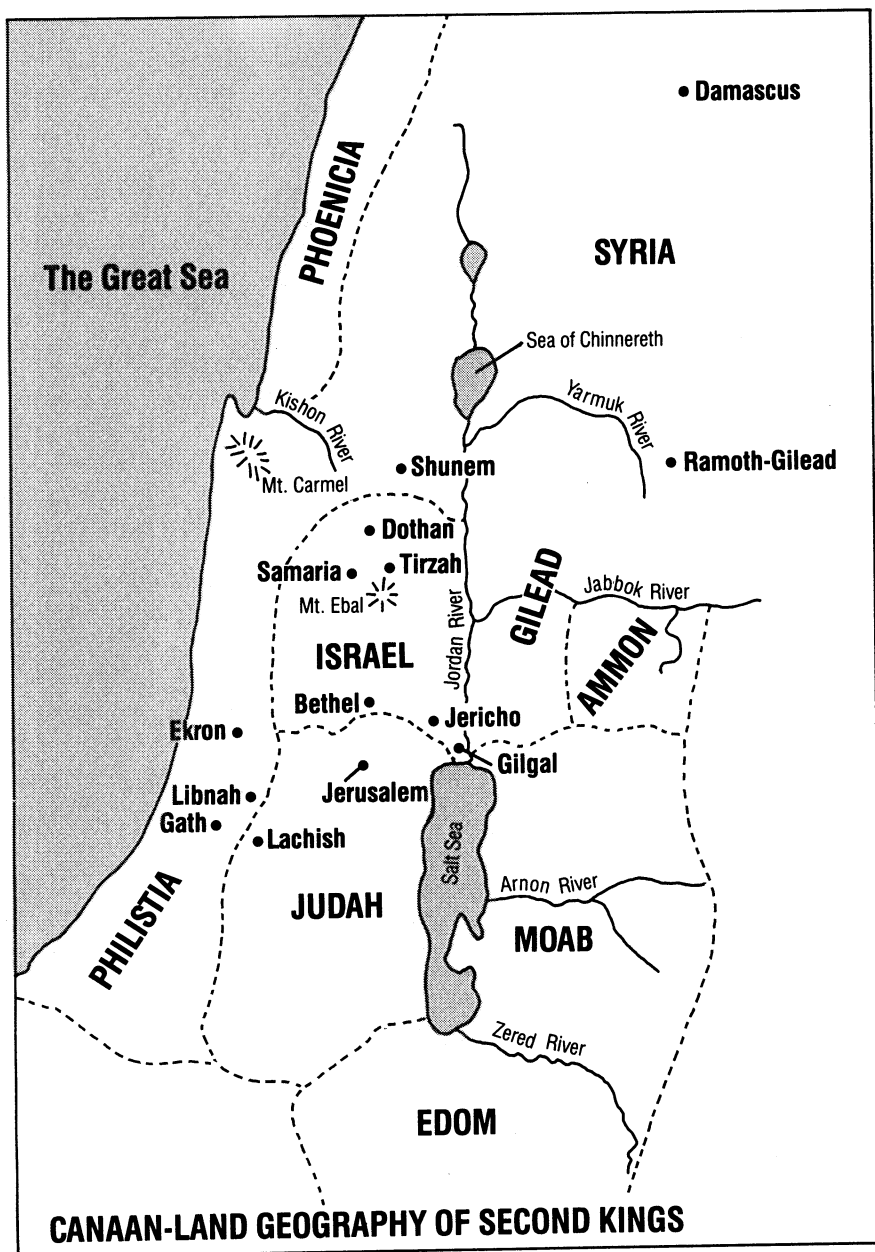 Damascus
PHOENICIA
SYRIA
The Great Sea
Sea of Chinnereth
Kishon River
Yarmuk River
Mt. Carmel
Shunem
Ramoth-Gilead
Dothan
Samaria
Tirzah
Mt. Ebal
Jordan River
GILEAD
Jabbok River
AMMON
ISRAEL
Bethel
Jericho
Ekron
Gilgal
Jerusalem
Libnah
Gath
Lachish
Salt Sea
PHILISTIA
JUDAH
Arnon River
MOAB
Zered River
EDOM
CANAAN-LAND GEOGRAPHY OF SECOND KINGS